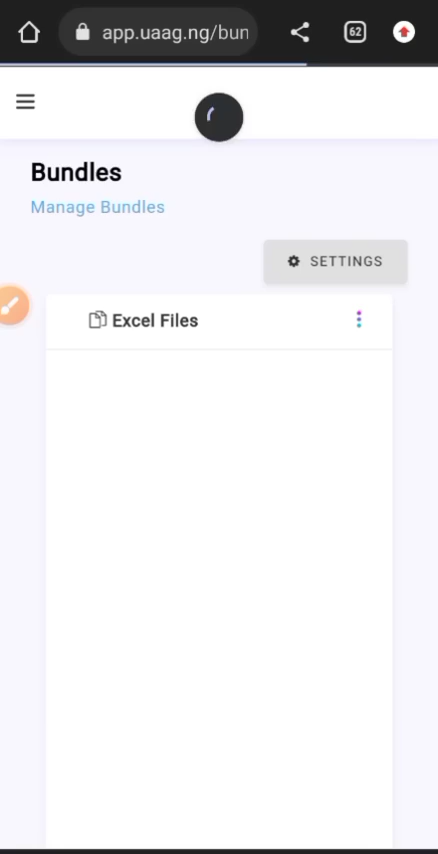 app.uaag.ng/bun
62
Bundles
Manage Bundles
SETTINGS
Excel Files